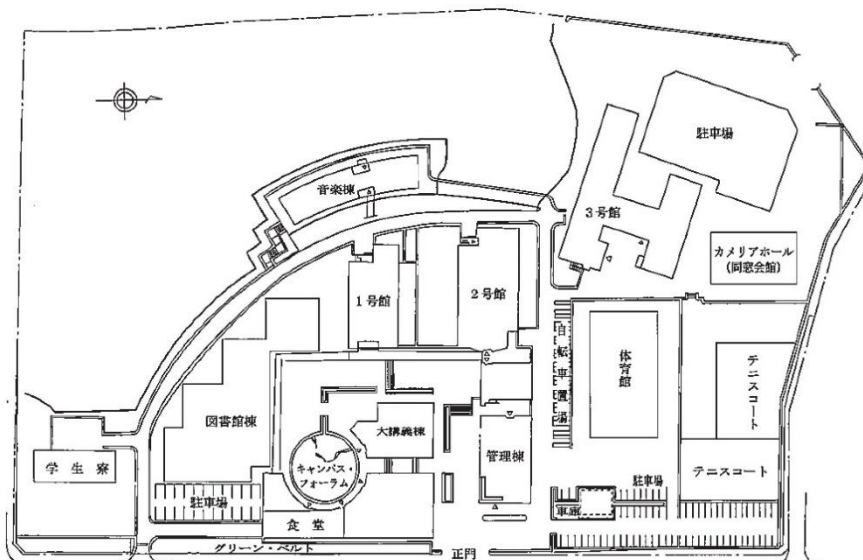 駐車場
音楽棟
3号館
カメリアホール
(同窓会館)
1号館
2号館
自転車置場
体育館
テニスコート
図書館棟
大講義棟
キャンパス・
フォーラム
管理棟
学生寮
テニスコート
駐車場
駐車場
車庫
食堂
グリーン・ベルト
正門